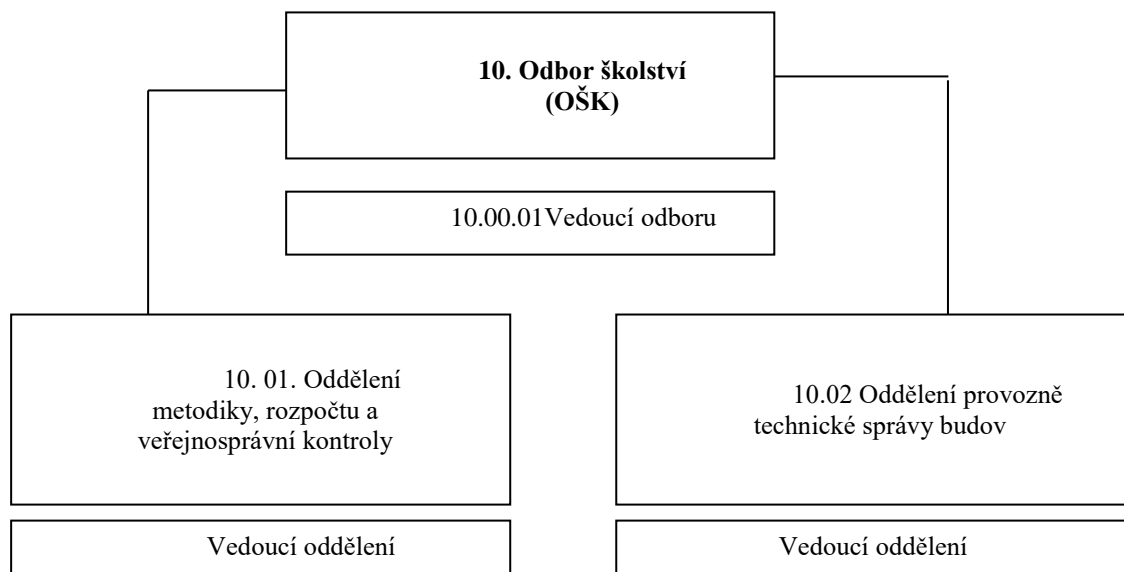 10. Odbor školství
(OŠK)
10.00.01Vedoucí odboru
10. 01. Oddělení
metodiky, rozpočtu a
veřejnosprávní kontroly
10.02 Oddělení provozně
technické správy budov
Vedoucí oddělení
Vedoucí oddělení